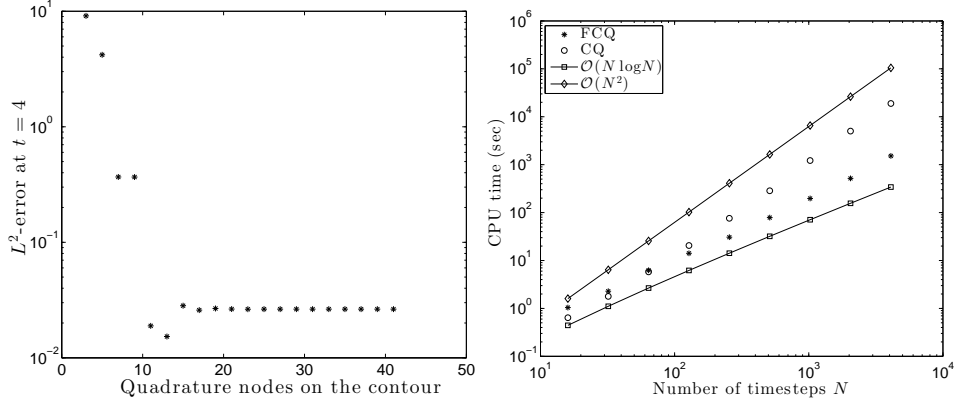 10^1
10^0
10^{-1}
10^{-2}
L^2-error at t = 4
0 10 20 30 40 50
Quadrature nodes on the contour
10^6
10^5
10^4
10^3
10^2
10^1
10^0
10^{-1}
CPU time (sec)
FCQ
CQ
O(N logN)
O(N^2)
10^1 10^2 10^3 10^4
Number of timesteps N